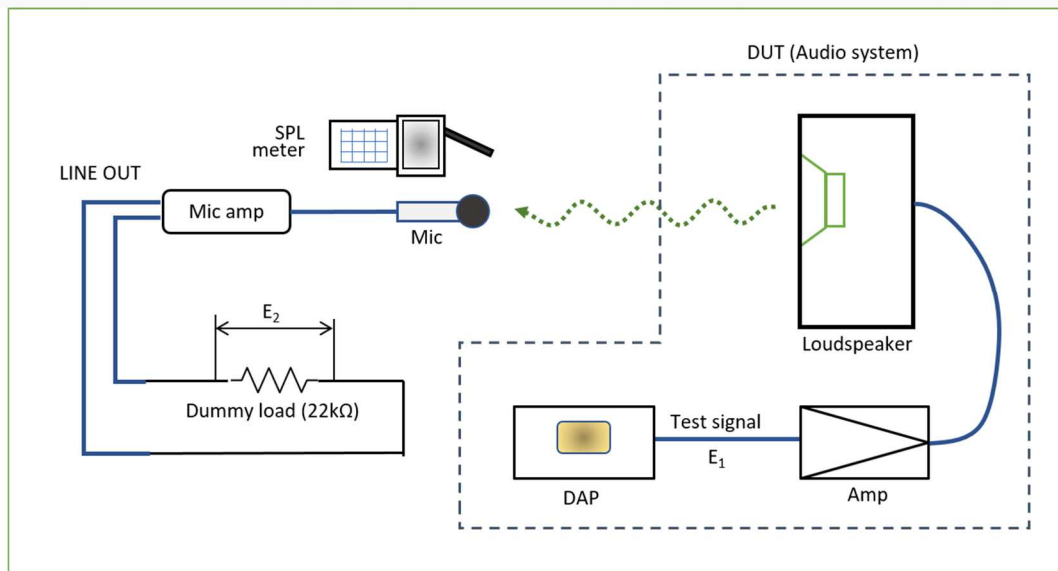 DUT (Audio system)
SPL
meter
LINE OUT
Mic amp
Mic
E₂
Loudspeaker
Dummy load (22kΩ)
Test signal
E₁
DAP
Amp